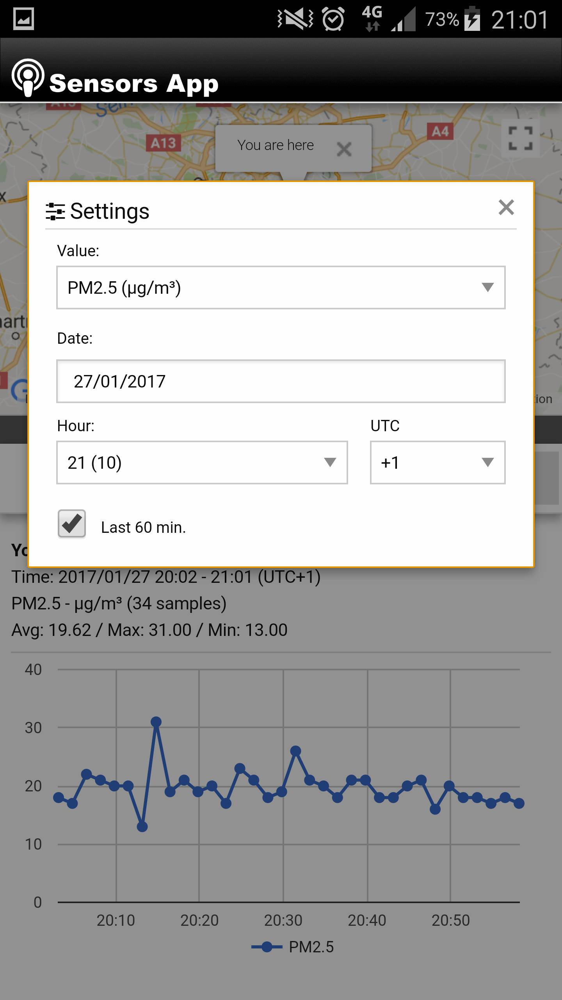 4G 73% 21:01
Sensors App
A13
A4
You are here
Settings
Value:
PM2.5 (µg/m³)
Date:
27/01/2017
Hour: UTC
21 (10) +1
Last 60 min.
Time: 2017/01/27 20:02 - 21:01 (UTC+1)
PM2.5 - µg/m³ (34 samples)
Avg: 19.62 / Max: 31.00 / Min: 13.00
40
30
20
10
0
20:10 20:20 20:30 20:40 20:50
PM2.5